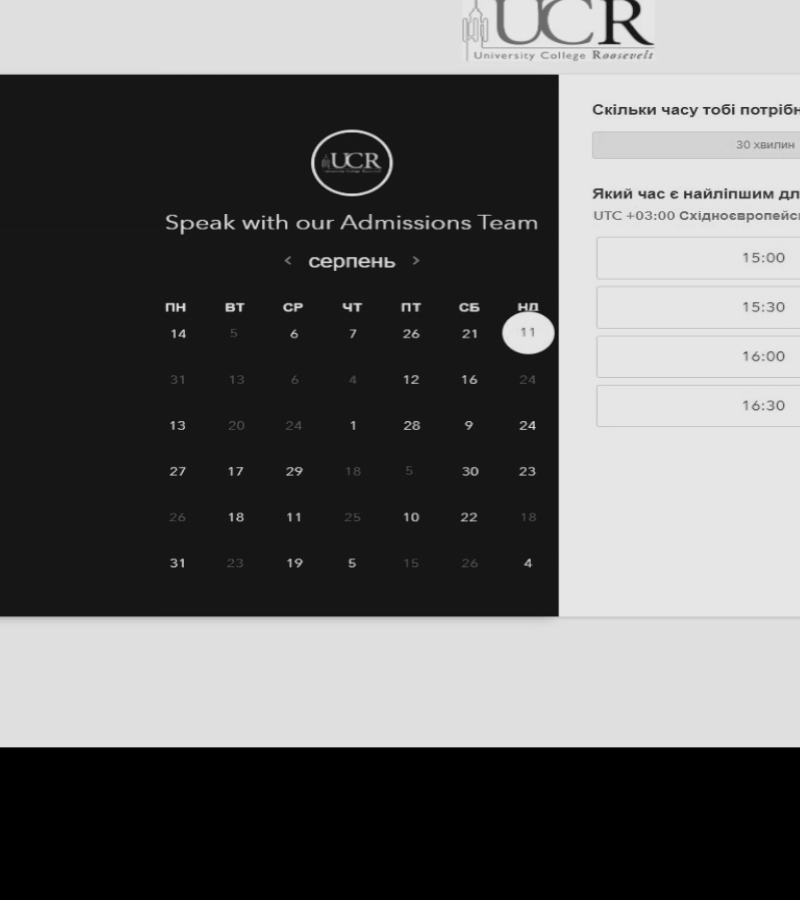 UCR
University College Roosevelt
UCR
Speak with our Admissions Team
< серпень >
ПН ВТ СР ЧТ ПТ СБ НД
14 5 6 7 26 21 11
31 13 6 4 12 16 24
13 20 24 1 28 9 24
27 17 29 18 5 30 23
26 18 11 25 10 22 18
31 23 19 5 15 26 4
Скільки часу тобі потрібн
30 хвилин
Який час є найліпшим дл
UTC +03:00 Східноєвропейс
15:00
15:30
16:00
16:30